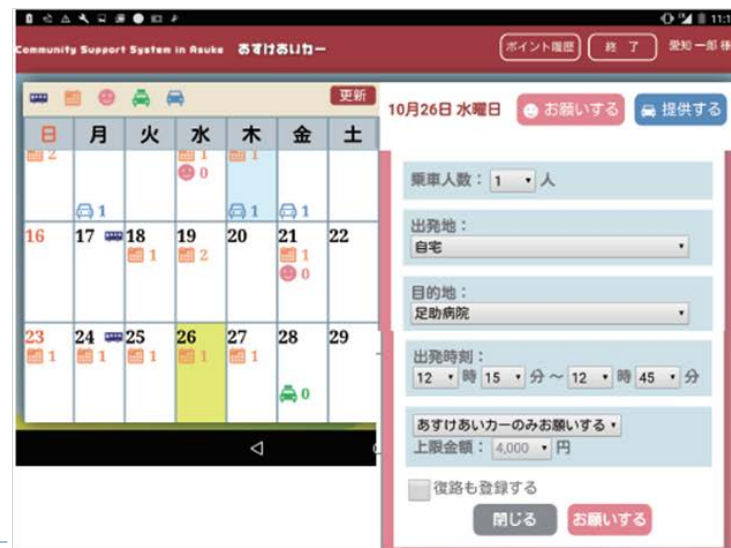 11:1
Community Support System in Asuke あすけあいカー
ポイント履歴 終 了 愛知 一郎 様
更新
日 月 火 水 木 金 土
2 1 1
0
1 1 1
16 17 18 19 20 21 22
1 2 1
0
23 24 25 26 27 28 29
1 1 1 1 1
0
10月26日 水曜日 お願いする 提供する
乗車人数： 1 人
出発地：
自宅
目的地：
足助病院
出発時刻：
12 時 15 分 ～ 12 時 45 分
あすけあいカーのみお願いする
上限金額： 4,000 円
復路も登録する
閉じる お願いする